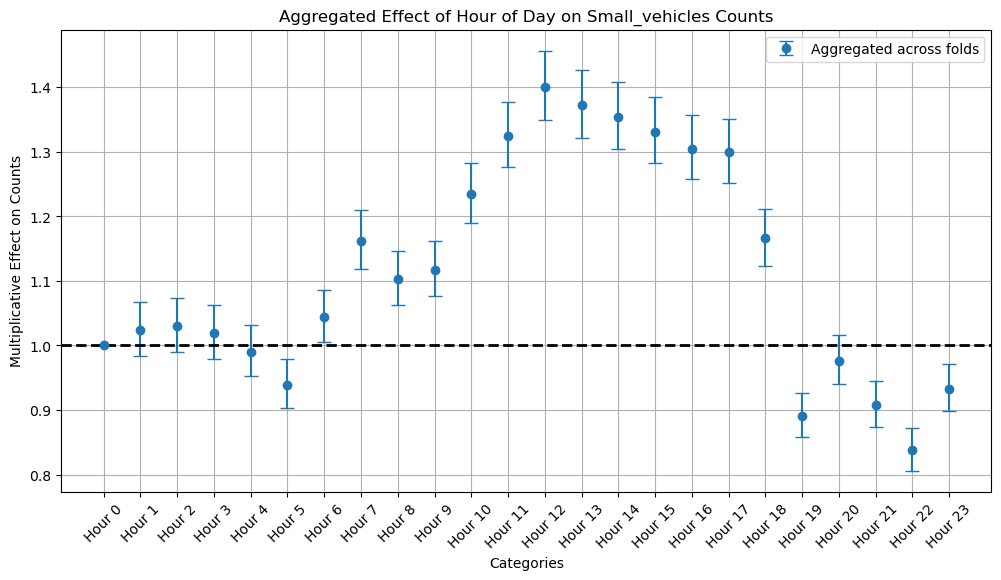 Aggregated Effect of Hour of Day on Small_vehicles Counts
Aggregated across folds
Multiplicative Effect on Counts
1.4
1.3
1.2
1.1
1.0
0.9
0.8
Hour 0
Hour 1
Hour 2
Hour 3
Hour 4
Hour 5
Hour 6
Hour 7
Hour 8
Hour 9
Hour 10
Hour 11
Hour 12
Hour 13
Hour 14
Hour 15
Hour 16
Hour 17
Hour 18
Hour 19
Hour 20
Hour 21
Hour 22
Hour 23
Categories